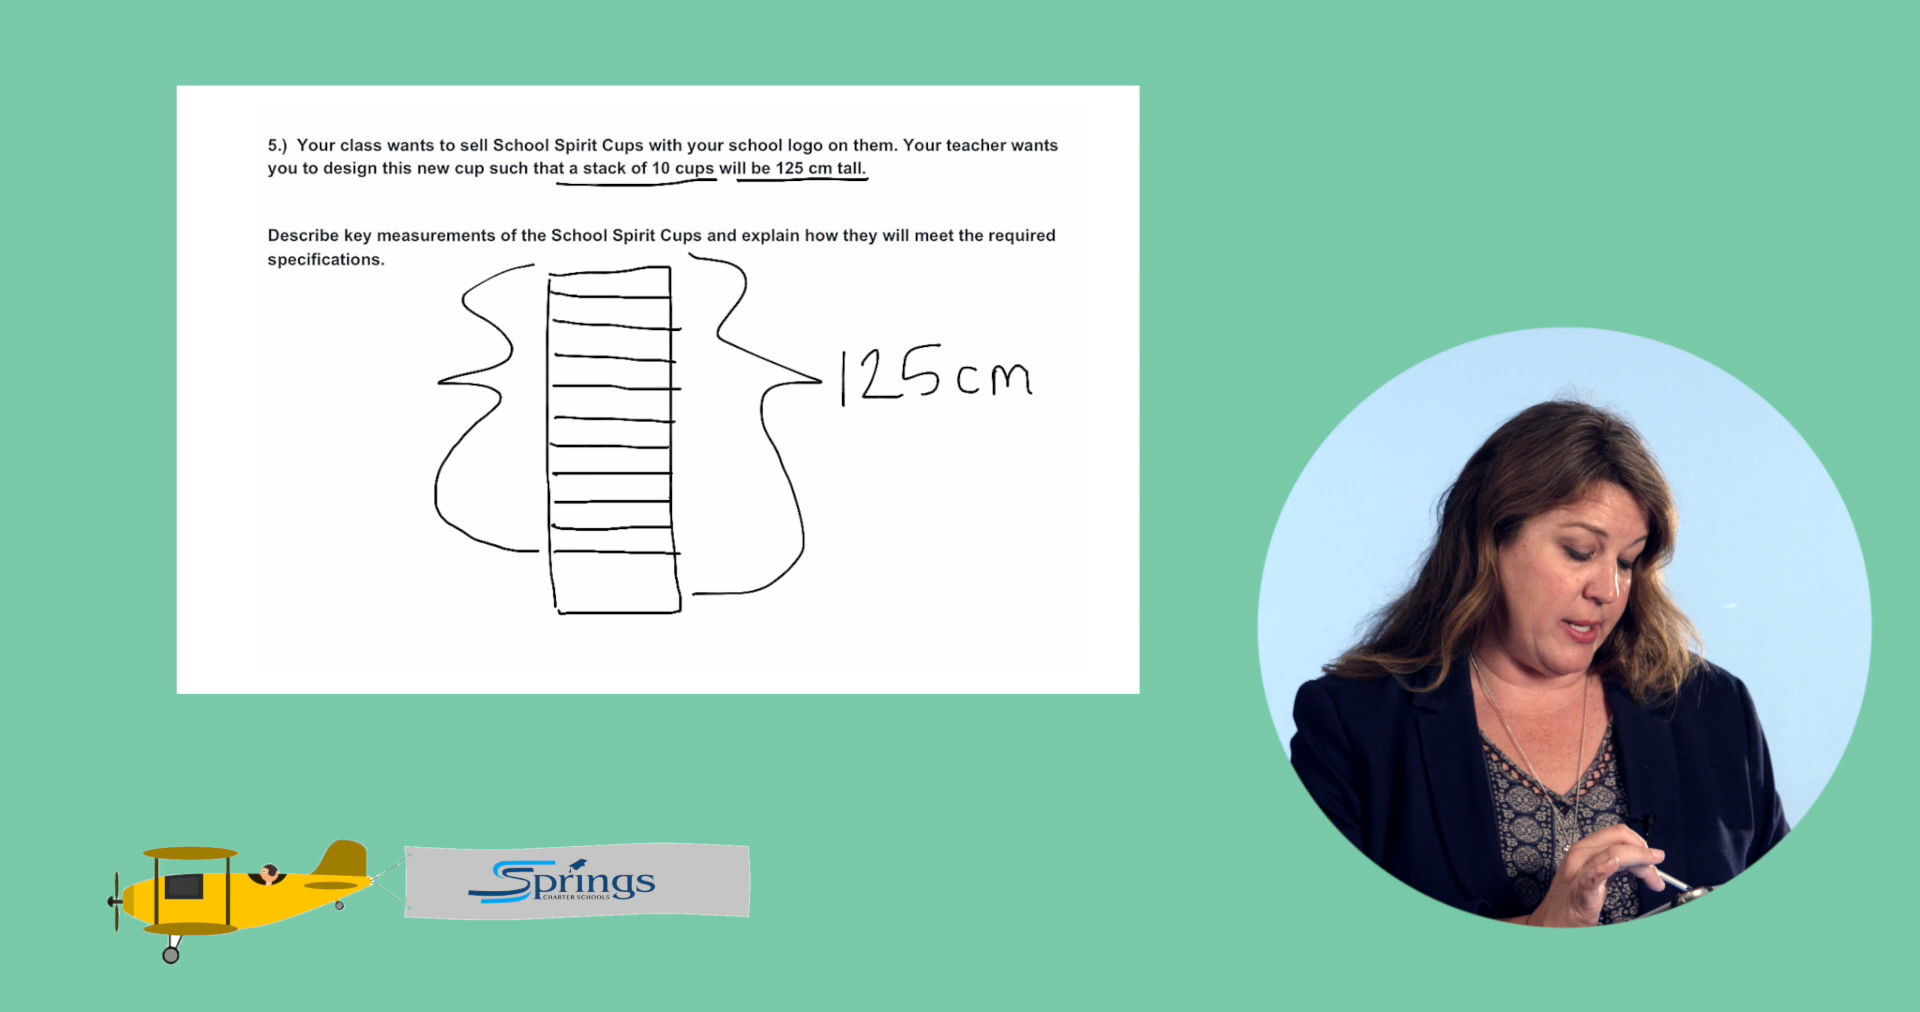 5.) Your class wants to sell School Spirit Cups with your school logo on them. Your teacher wants
you to design this new cup such that a stack of 10 cups will be 125 cm tall.
Describe key measurements of the School Spirit Cups and explain how they will meet the required
specifications.
125 cm
Springs
CHARTER SCHOOLS